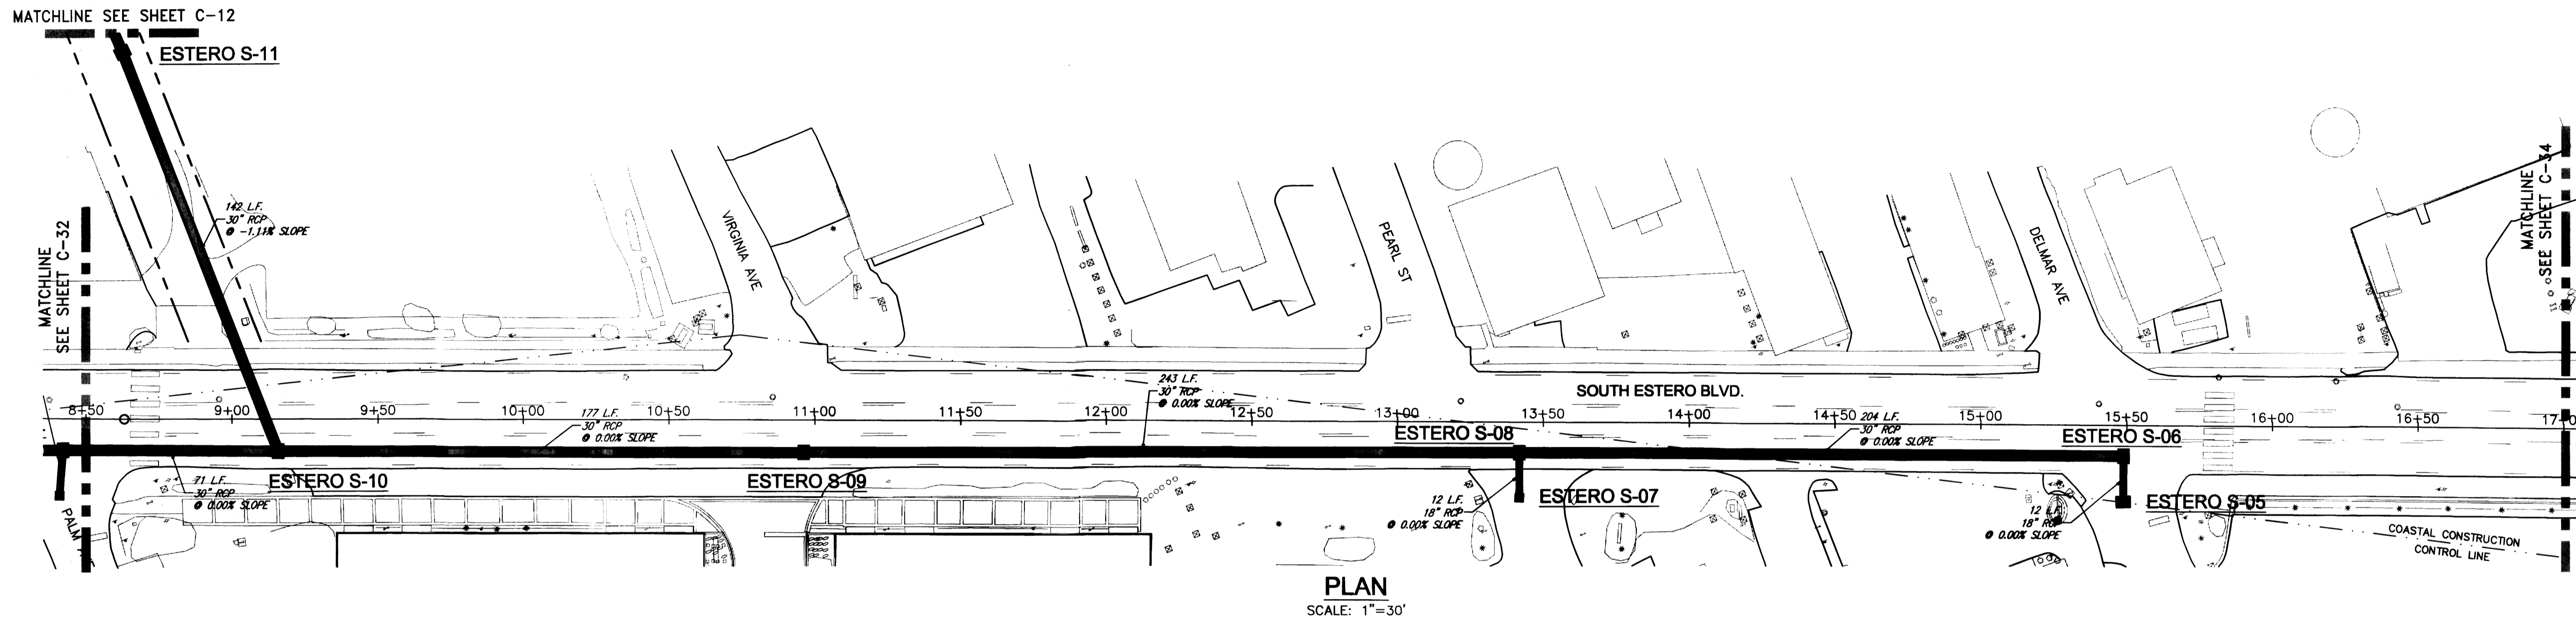 MATCHLINE SEE SHEET C-12
ESTERO S-11
142 L.F.
30" RCP
@ -1.11% SLOPE
MATCHLINE
SEE SHEET C-32
VIRGINIA AVE
PEARL ST
DELMAR AVE
MATCHLINE
SEE SHEET C-34
SOUTH ESTERO BLVD.
8+50
9+00
9+50
10+00
10+50
11+00
11+50
12+00
12+50
13+00
13+50
14+00
14+50
15+00
15+50
16+00
16+50
177 L.F.
30" RCP
@ 0.00% SLOPE
243 L.F.
30" RCP
@ 0.00% SLOPE
204 L.F.
30" RCP
@ 0.00% SLOPE
ESTERO S-08
ESTERO S-06
71 L.F.
30" RCP
@ 0.00% SLOPE
ESTERO S-10
ESTERO S-09
12 L.F.
18" RCP
@ 0.00% SLOPE
ESTERO S-07
12 L.F.
18" RCP
@ 0.00% SLOPE
ESTERO S-05
PALM
COASTAL CONSTRUCTION
CONTROL LINE
PLAN
SCALE: 1"=30'